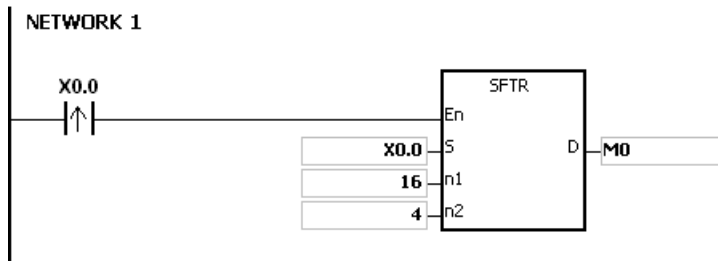 NETWORK 1
X0.0
SFTR
En
X0.0 S D M0
16 n1
4 n2